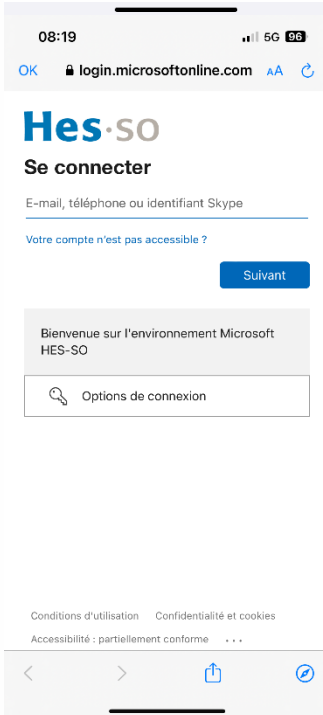 08:19 5G 96
OK login.microsoftonline.com AA
Hes·so
Se connecter
E-mail, téléphone ou identifiant Skype
Votre compte n'est pas accessible ?
Suivant
Bienvenue sur l'environnement Microsoft
HES-SO
Options de connexion
Conditions d'utilisation Confidentialité et cookies
Accessibilité : partiellement conforme ...